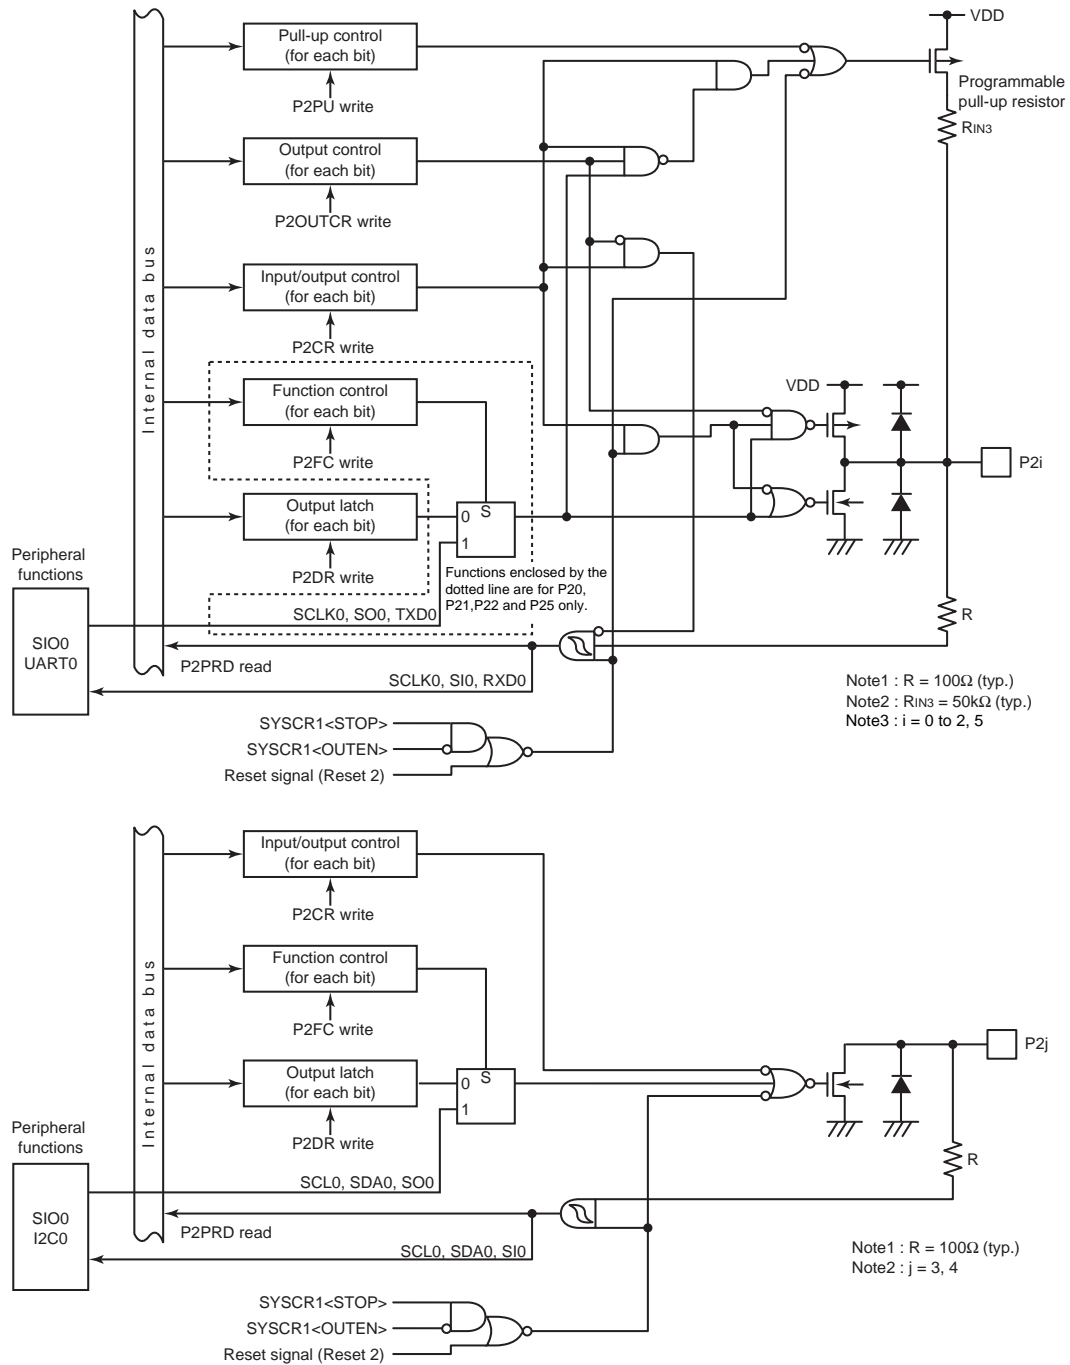 VDD
Pull-up control
(for each bit)
P2PU write
Programmable
pull-up resistor
RIN3
Output control
(for each bit)
P2OUTCR write
Internal data bus
Input/output control
(for each bit)
P2CR write
Function control
(for each bit)
P2FC write
VDD
P2i
Output latch
(for each bit)
P2DR write
0 S
1
Functions enclosed by the
dotted line are for P20,
P21,P22 and P25 only.
Peripheral
functions
SIO0
UART0
SCLK0, SO0, TXD0
R
P2PRD read
SCLK0, SI0, RXD0
Note1 : R = 100Ω (typ.)
Note2 : RIN3 = 50kΩ (typ.)
Note3 : i = 0 to 2, 5
SYSCR1<STOP>
SYSCR1<OUTEN>
Reset signal (Reset 2)
Input/output control
(for each bit)
P2CR write
Internal data bus
Function control
(for each bit)
P2FC write
P2j
Output latch
(for each bit)
P2DR write
0 S
1
Peripheral
functions
SIO0
I2C0
SCL0, SDA0, SO0
R
P2PRD read
SCL0, SDA0, SI0
Note1 : R = 100Ω (typ.)
Note2 : j = 3, 4
SYSCR1<STOP>
SYSCR1<OUTEN>
Reset signal (Reset 2)